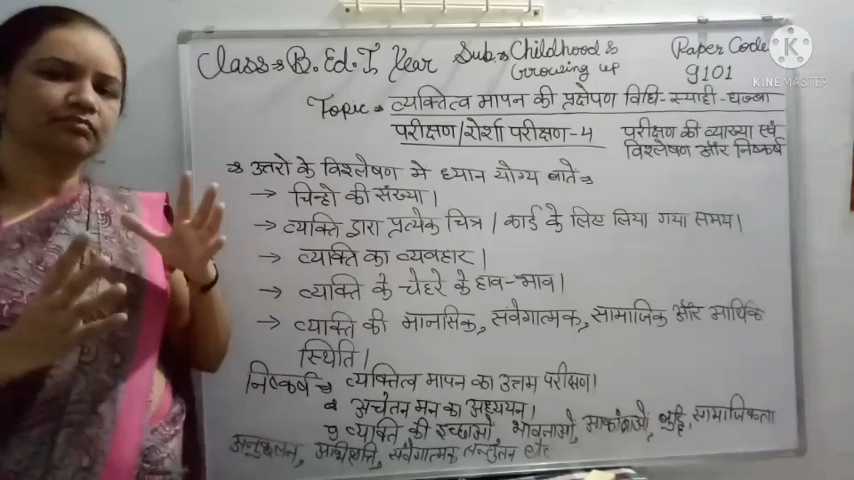 Class→ B.Ed. I Year Sub.→ Childhood & Growing up Paper Code 9101
K
KINEMASTER
Topic → व्यक्तित्व मापन की प्रक्षेपण विधि-स्याही-धब्बा
परीक्षण/रोर्शा परीक्षण-4 परीक्षण की व्याख्या एवं
विश्लेषण और निष्कर्ष
→ उत्तरो के विश्लेषण मे ध्यान योग्य बाते →
→ चिन्हो की संख्या।
→ व्यक्ति द्वारा प्रत्येक चित्र / कार्ड के लिए लिया गया समय।
→ व्यक्ति का व्यवहार।
→ व्यक्ति के चेहरे के हाव-भाव।
→ व्यक्ति की मानसिक, संवेगात्मक, सामाजिक और आर्थिक
स्थिति।
निष्कर्ष → व्यक्तित्व मापन का उत्तम परीक्षण।
अचेतन मन का अध्ययन।
व्यक्ति की इच्छाओ, भावनाओ, आकांक्षाओ, बुद्धि, सामाजिकता
अनुकूलन, अभिवृत्ति, संवेगात्मक सन्तुलन